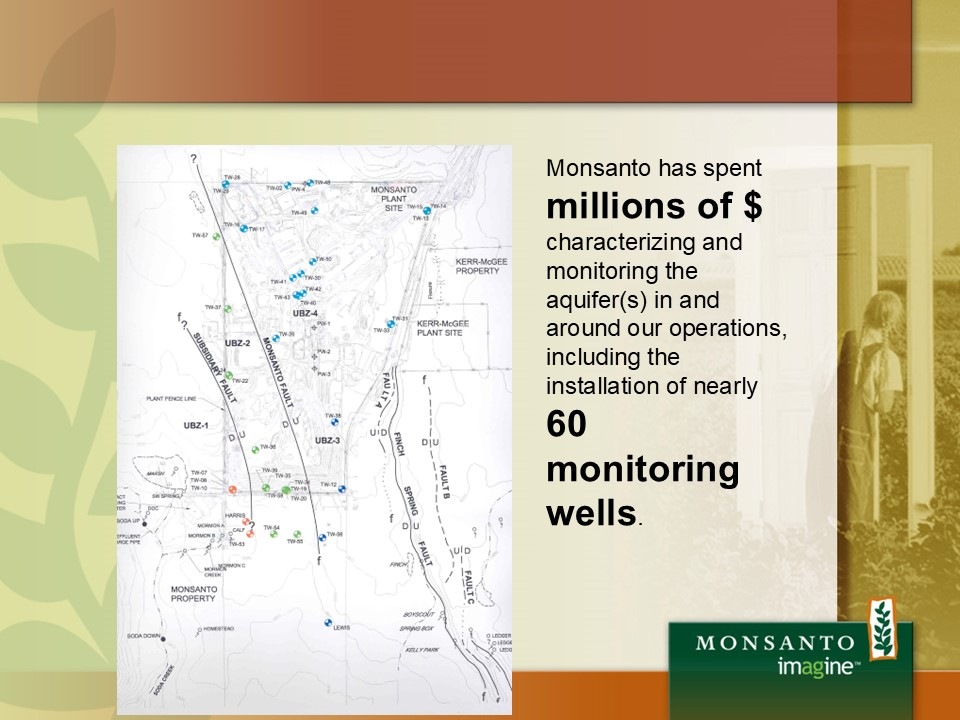 ?
TW-28
TW-29
TW-02
PW-4
TW-48
MONSANTO
PLANT
SITE
TW-49
TW-15
TW-14
TW-13
TW-16
TW-17
TW-57
KERR-McGEE
PROPERTY
TW-50
TW-41
TW-30
TW-42
TW-43
TW-40
Fissure
TW-37
UBZ-4
KERR-McGEE
PLANT SITE
TW-31
TW-33
f
?
PW-1
TW-36
UBZ-2
SUBSIDIARY FAULT
MONSANTO FAULT
PW-2
PW-3
TW-22
FAULT A
f
PLANT FENCE LINE
TW-35
UBZ-1
D U
D U
UBZ-3
U D
D U
TW-38
FINCH
SPRING
FAULT
FAULT B
MARSH
TW-07
TW-08
TW-10
TW-39
TW-12
SW SPRING
TW-20
DOC
SODA UP
EFFLUENT
HARRIS
MORMON A
CALF
?
MORMON B
TW-53
TW-54
TW-55
TW-56
D U
U D
f
MORMON C
MORMON
CREEK
FINCH
FAULT C
MONSANTO
PROPERTY
BOYSCOUT
HOMESTEAD
LEWIS
SPRING BOX
SODA DOWN
KELLY PARK
LEDGER
SODA CREEK
f
f
Monsanto has spent
millions of $
characterizing and
monitoring the
aquifer(s) in and
around our operations,
including the
installation of nearly
60
monitoring
wells.
MONSANTO
imagine™